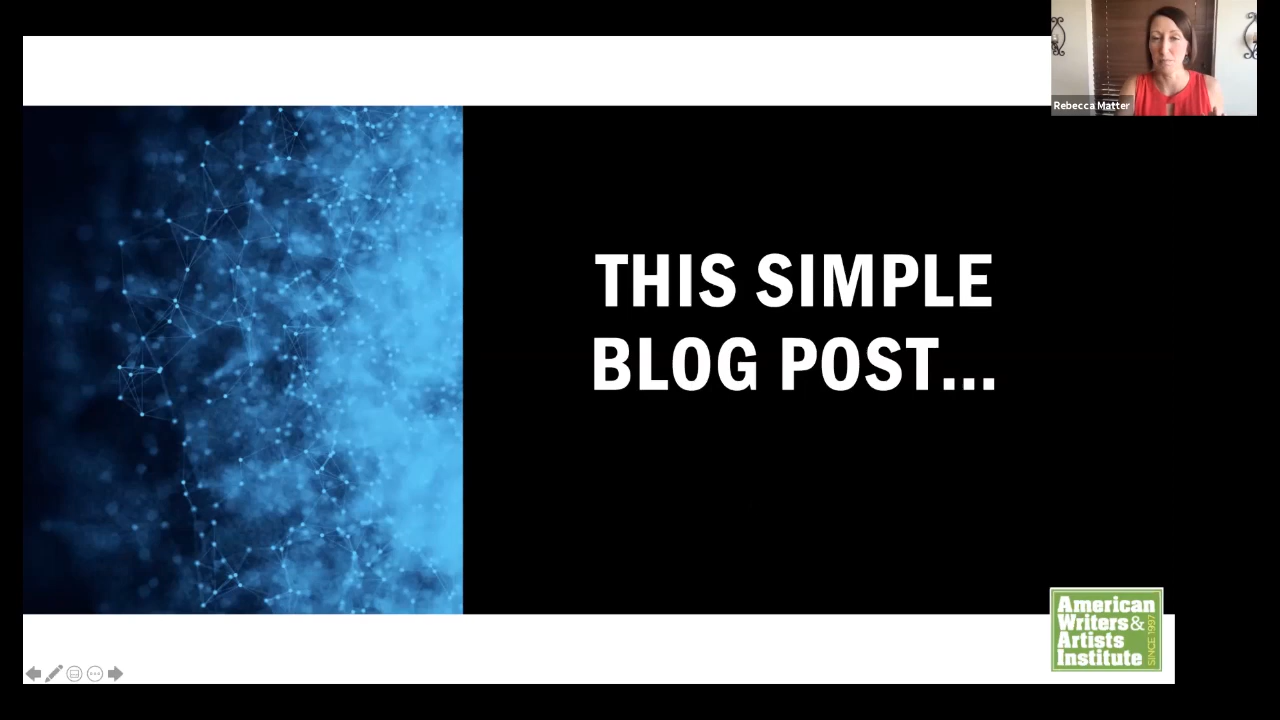 Rebecca Matter
THIS SIMPLE
BLOG POST...
American
Writers&
Artists
Institute
SINCE 1997